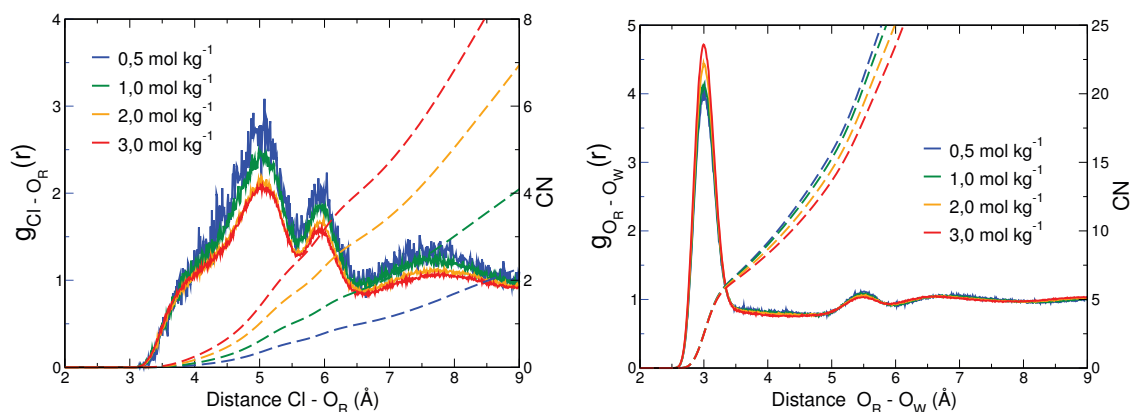 4
3
2
1
0
g_{Cl - O_R}(r)
0,5 mol kg^{-1}
1,0 mol kg^{-1}
2,0 mol kg^{-1}
3,0 mol kg^{-1}
8
6
4
2
0
CN
2 3 4 5 6 7 8 9
Distance Cl - O_R (Å)
5
4
3
2
1
0
g_{O_R - O_W}(r)
0,5 mol kg^{-1}
1,0 mol kg^{-1}
2,0 mol kg^{-1}
3,0 mol kg^{-1}
25
20
15
10
5
0
CN
2 3 4 5 6 7 8 9
Distance O_R - O_W (Å)